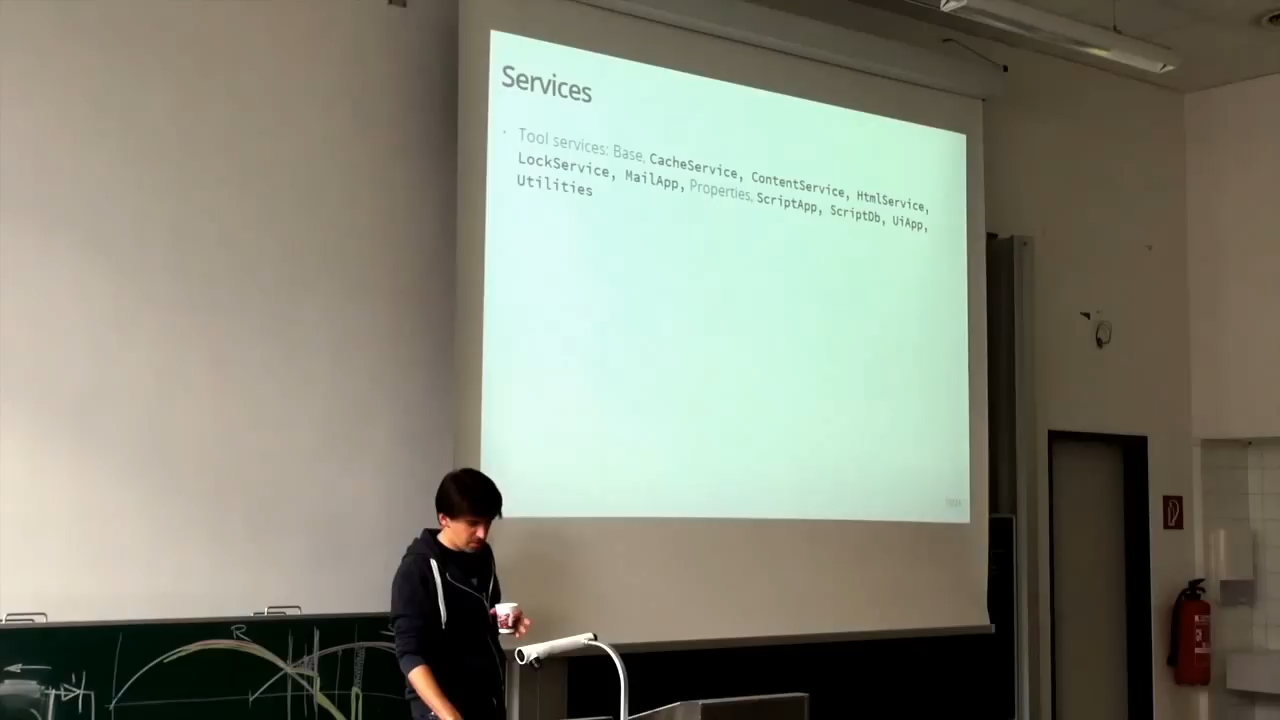 Services
Tool services: Base, CacheService, ContentService, HtmlService,
LockService, MailApp, Properties, ScriptApp, ScriptDb, UiApp,
Utilities
R